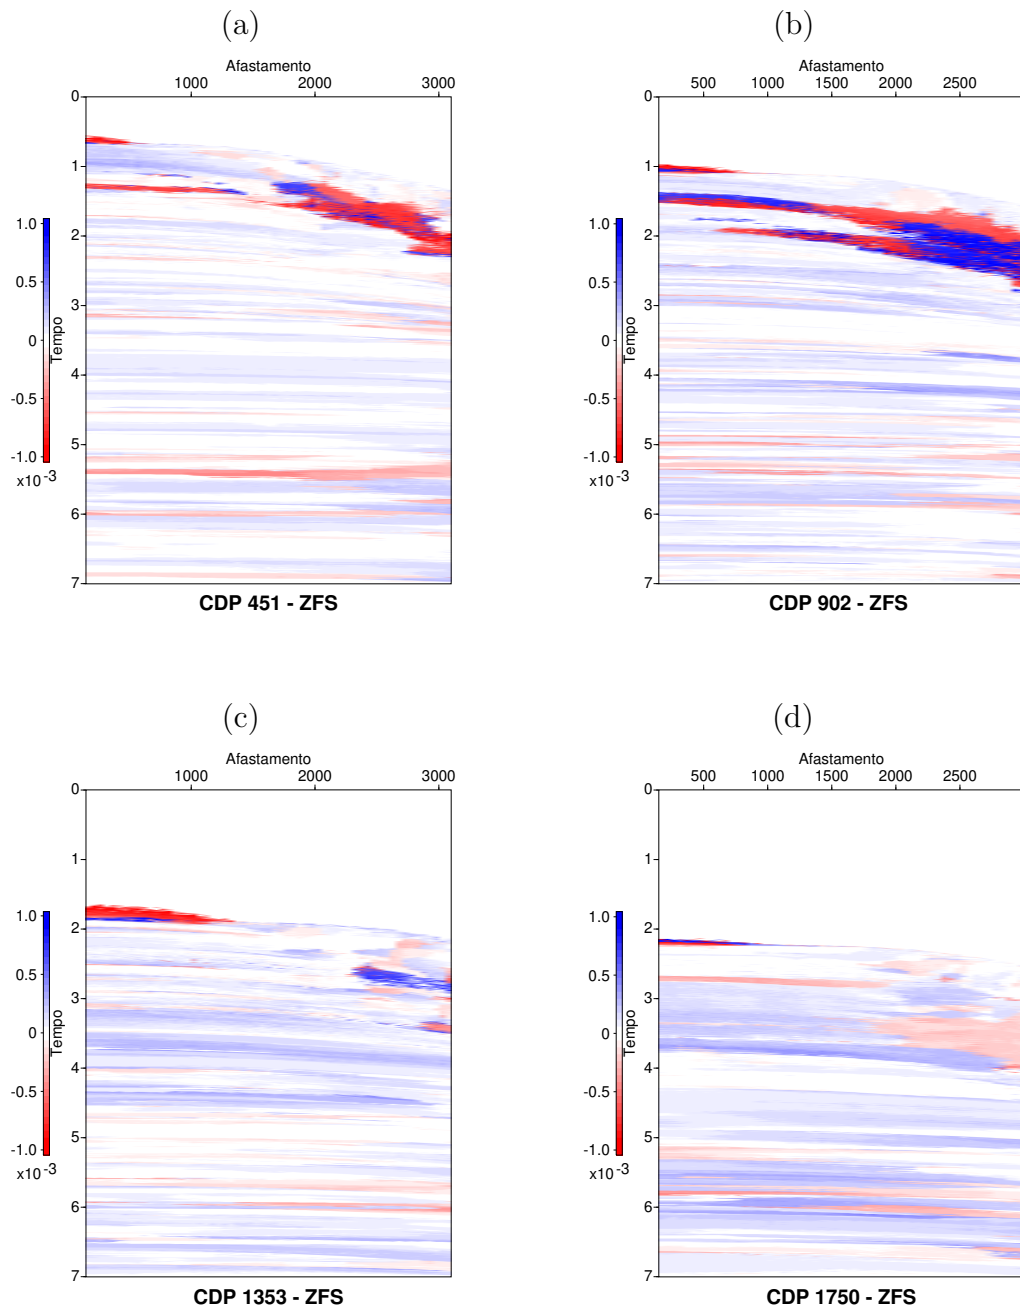 (a)
Afastamento
1000 2000 3000
0
1
2
3
4
5
6
7
Tempo
1.0
0.5
0
-0.5
-1.0
x10-3
CDP 451 - ZFS
(b)
Afastamento
500 1000 1500 2000 2500
0
1
2
3
4
5
6
7
Tempo
1.0
0.5
0
-0.5
-1.0
x10-3
CDP 902 - ZFS
(c)
Afastamento
1000 2000 3000
0
1
2
3
4
5
6
7
Tempo
1.0
0.5
0
-0.5
-1.0
x10-3
CDP 1353 - ZFS
(d)
Afastamento
500 1000 1500 2000 2500
0
1
2
3
4
5
6
7
Tempo
1.0
0.5
0
-0.5
-1.0
x10-3
CDP 1750 - ZFS